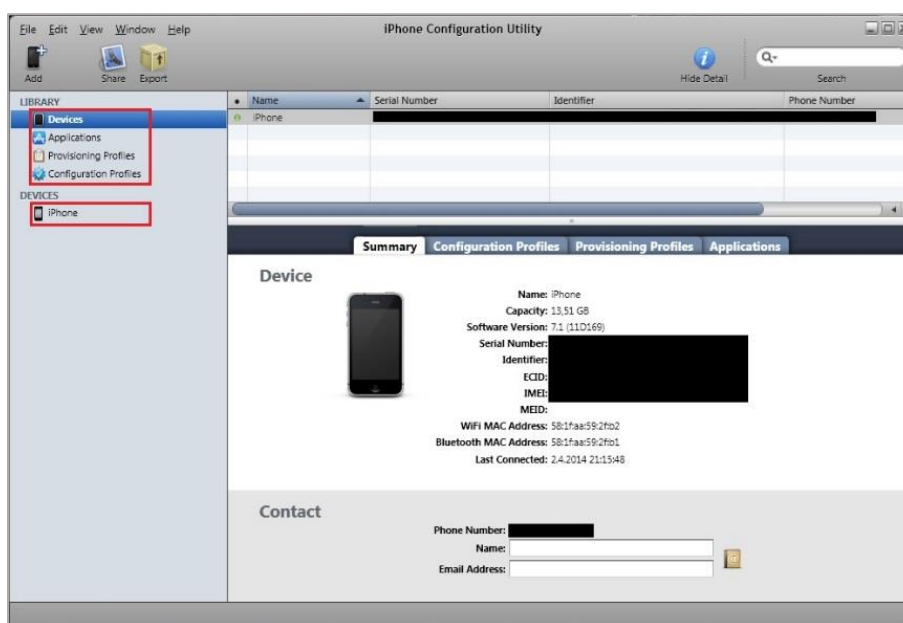 File Edit View Window Help
iPhone Configuration Utility
Add Share Export
Hide Detail
Search
LIBRARY
Devices
Applications
Provisioning Profiles
Configuration Profiles
DEVICES
iPhone
Name Serial Number Identifier Phone Number
iPhone
Summary Configuration Profiles Provisioning Profiles Applications
Device
Name: iPhone
Capacity: 13,51 GB
Software Version: 7.1 (11D169)
Serial Number:
Identifier:
ECID:
IMEI:
MEID:
WiFi MAC Address: 58:1f:aa:59:2f:b2
Bluetooth MAC Address: 58:1f:aa:59:2f:b1
Last Connected: 2.4.2014 21:15:48
Contact
Phone Number:
Name:
Email Address: